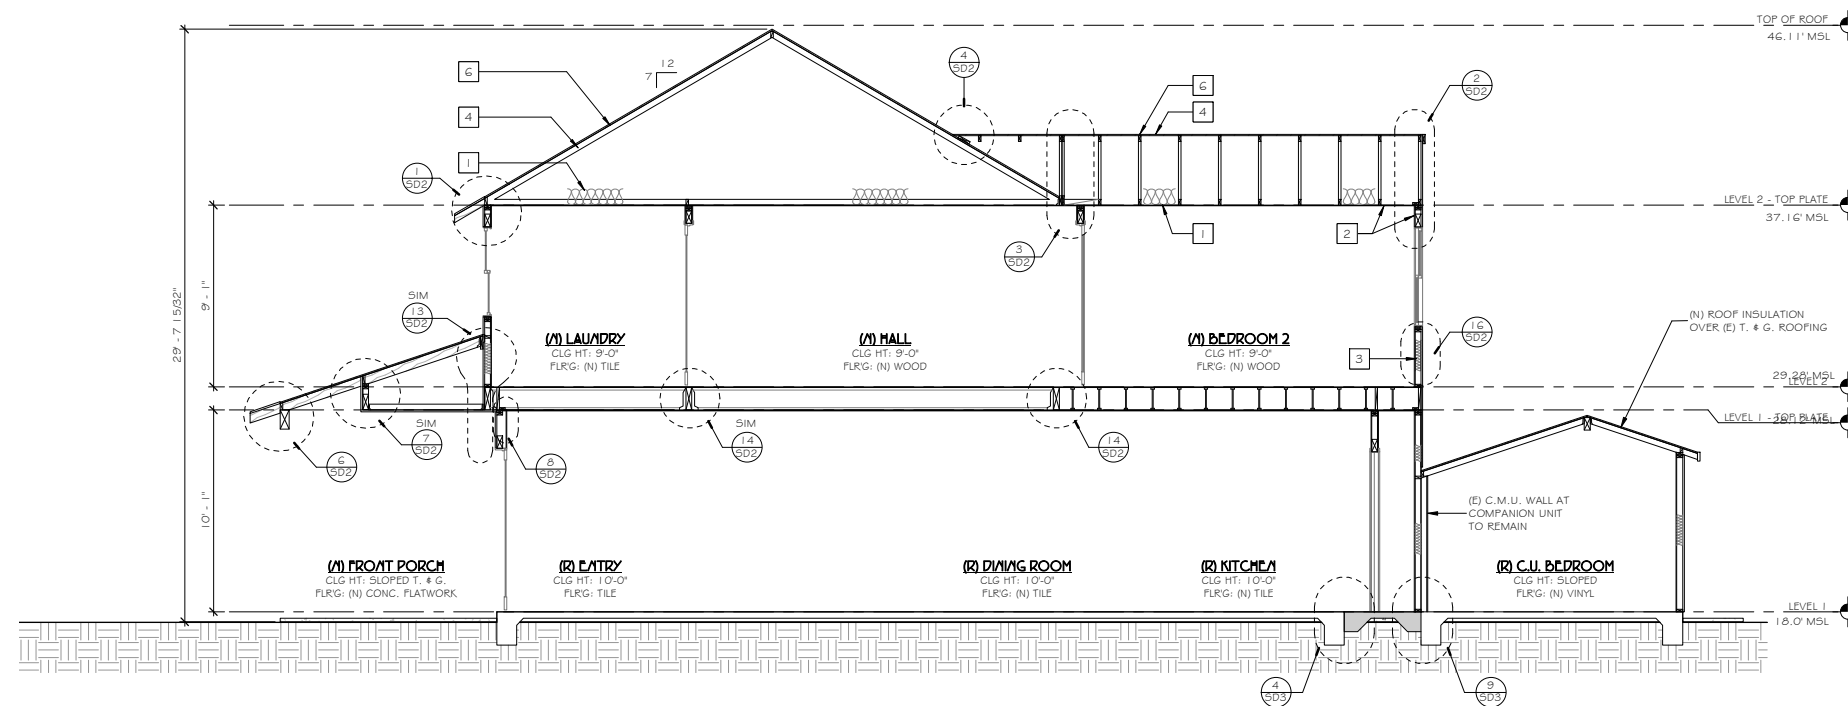 TOP OF ROOF
46.11' MSL
4
SD2
12
7
6
6
4
2
SD2
4
1
1
SD2
LEVEL 2 - TOP PLATE
37.16' MSL
1
2
3
SD2
29' - 7 15/32"
9' - 1"
SIM
13
SD2
(N) LAUNDRY
CLG HT: 9'-0"
FLR'G: (N) TILE
(N) HALL
CLG HT: 9'-0"
FLR'G: (N) WOOD
(N) BEDROOM 2
CLG HT: 9'-0"
FLR'G: (N) WOOD
3
16
SD2
(N) ROOF INSULATION
OVER (E) T. & G. ROOFING
29.28' MSL
LEVEL 2
LEVEL 1 - TOP PLATE
28.12' MSL
SIM
7
SD2
6
SD2
8
SD2
SIM
14
SD2
14
SD2
10' - 1"
(E) C.M.U. WALL AT
COMPANION UNIT
TO REMAIN
(N) FRONT PORCH
CLG HT: SLOPED T. & G.
FLR'G: (N) CONC. FLATWORK
(R) ENTRY
CLG HT: 10'-0"
FLR'G: TILE
(R) DINING ROOM
CLG HT: 10'-0"
FLR'G: (N) TILE
(R) KITCHEN
CLG HT: 10'-0"
FLR'G: (N) TILE
(R) C.U. BEDROOM
CLG HT: SLOPED
FLR'G: (N) VINYL
LEVEL 1
18.0' MSL
4
SD3
9
SD3